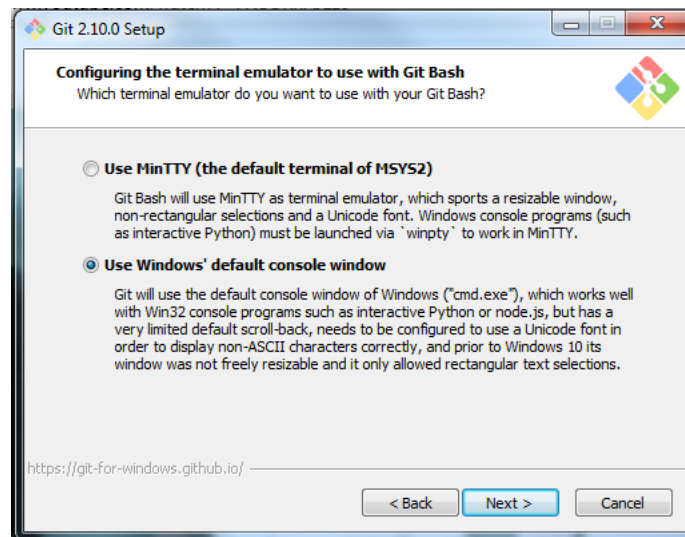 Git 2.10.0 Setup
Configuring the terminal emulator to use with Git Bash
Which terminal emulator do you want to use with your Git Bash?
Use MinTTY (the default terminal of MSYS2)
Git Bash will use MinTTY as terminal emulator, which sports a resizable window,
non-rectangular selections and a Unicode font. Windows console programs (such
as interactive Python) must be launched via `winpty` to work in MinTTY.
Use Windows' default console window
Git will use the default console window of Windows ("cmd.exe"), which works well
with Win32 console programs such as interactive Python or node.js, but has a
very limited default scroll-back, needs to be configured to use a Unicode font in
order to display non-ASCII characters correctly, and prior to Windows 10 its
window was not freely resizable and it only allowed rectangular text selections.
https://git-for-windows.github.io/
< Back Next > Cancel